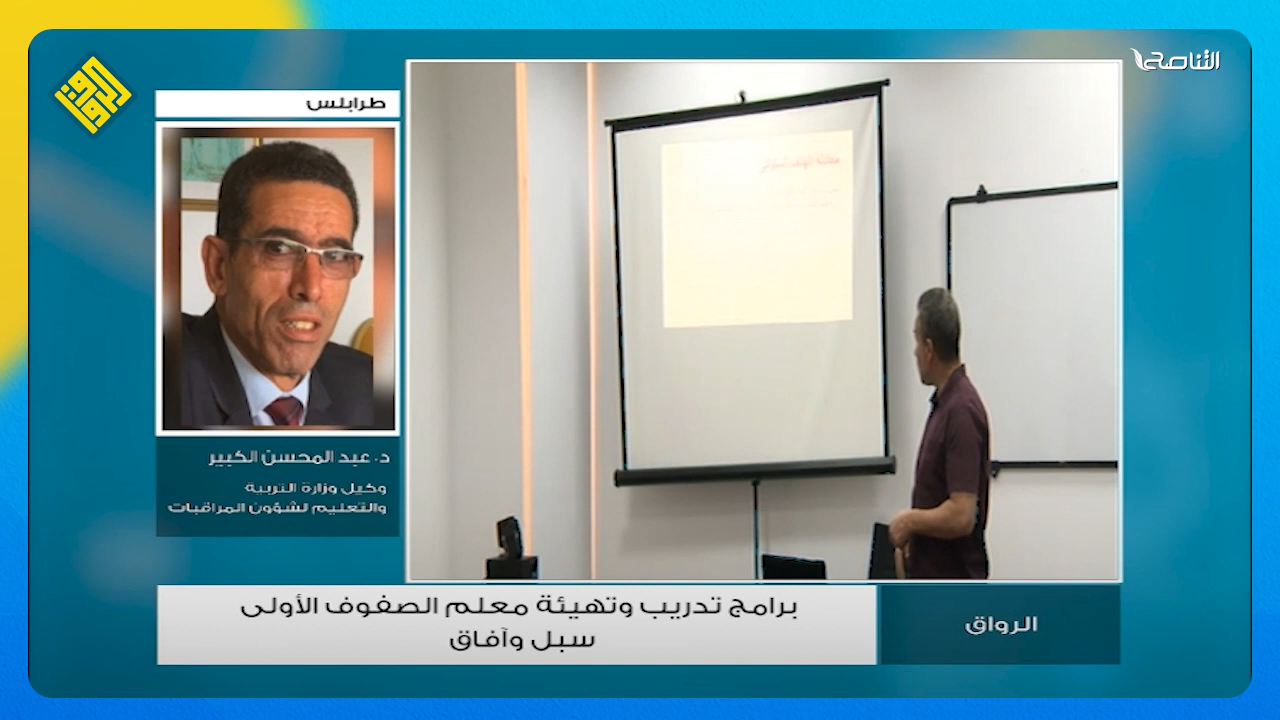 التناصح
الرواق
طرابلس
د. عبد المحسن الكبير
وكيل وزارة التربية
والتعليم لشؤون المراقبات
الرواق
برامج تدريب وتهيئة معلم الصفوف الأولى
سبل وآفاق